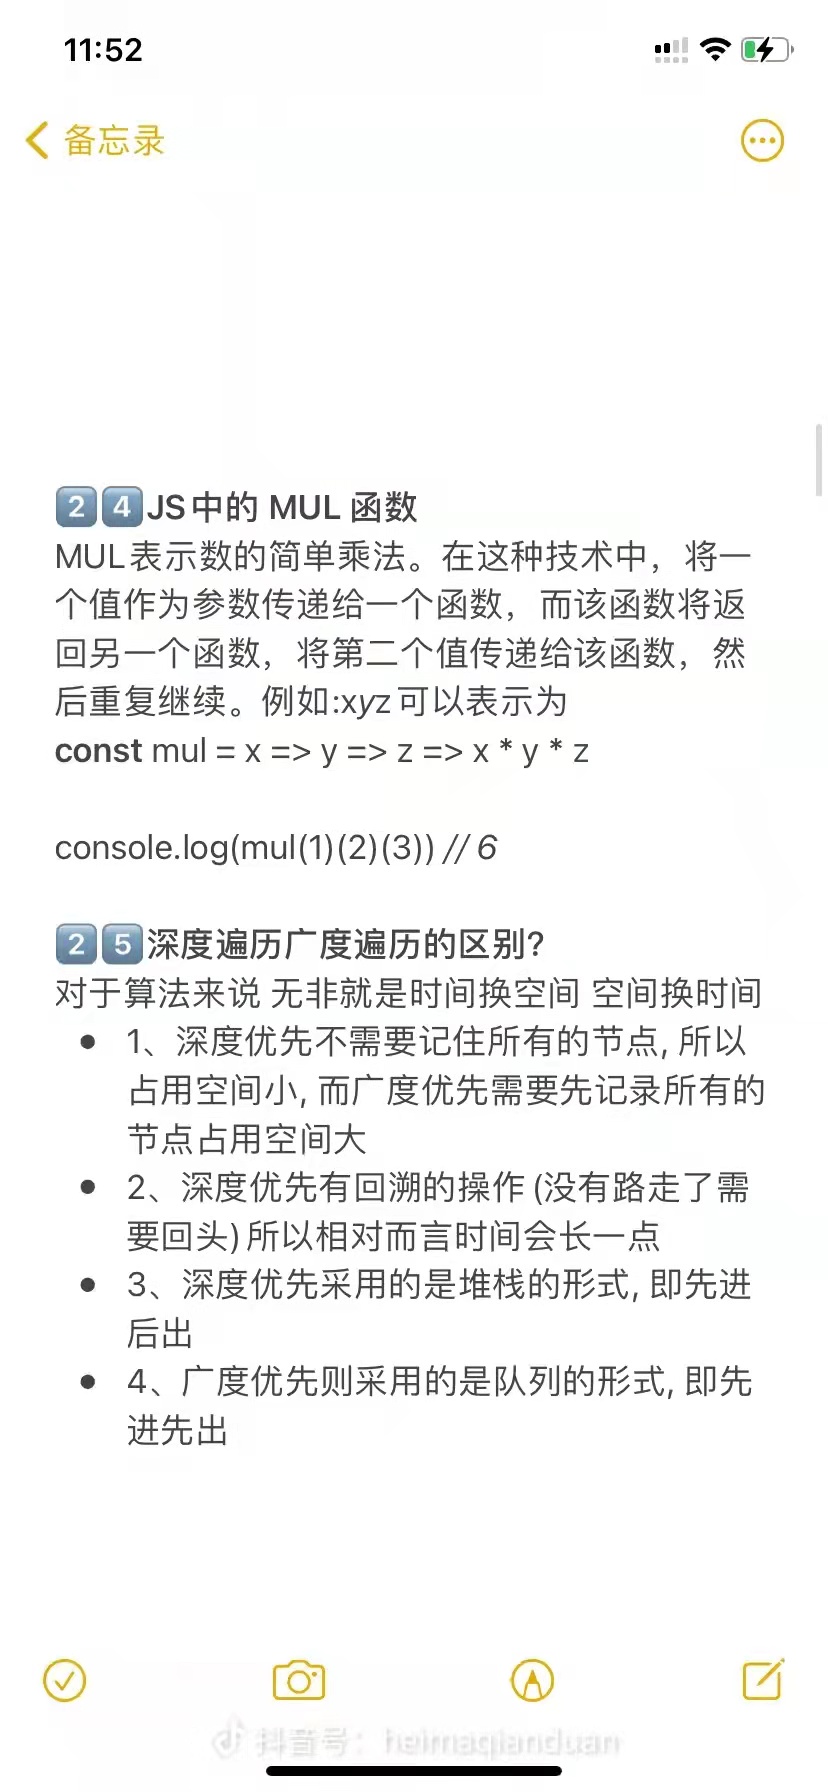 11:52
备忘录
24JS中的 MUL 函数
MUL表示数的简单乘法。在这种技术中，将一
个值作为参数传递给一个函数，而该函数将返
回另一个函数，将第二个值传递给该函数，然
后重复继续。例如:xyz可以表示为
const mul = x => y => z => x * y * z
console.log(mul(1)(2)(3)) // 6
25深度遍历广度遍历的区别?
对于算法来说 无非就是时间换空间 空间换时间
• 1、深度优先不需要记住所有的节点, 所以
占用空间小, 而广度优先需要先记录所有的
节点占用空间大
• 2、深度优先有回溯的操作(没有路走了需
要回头)所以相对而言时间会长一点
• 3、深度优先采用的是堆栈的形式, 即先进
后出
• 4、广度优先则采用的是队列的形式, 即先
进先出
抖音号：heimaqianduan